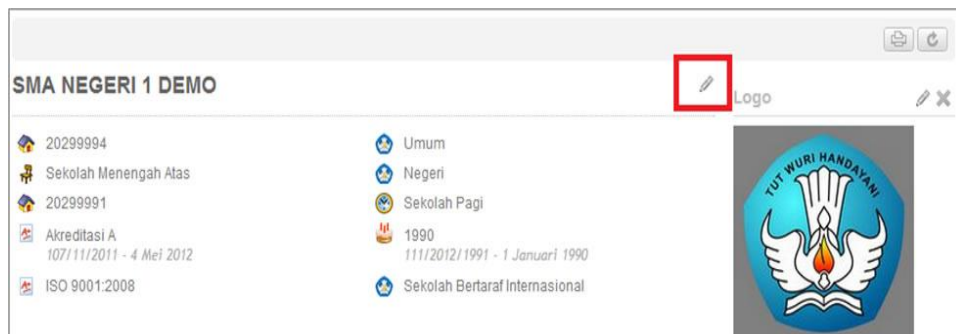 SMA NEGERI 1 DEMO
20299994
Sekolah Menengah Atas
20299991
Akreditasi A
107/11/2011 - 4 Mei 2012
ISO 9001:2008
Umum
Negeri
Sekolah Pagi
1990
111/2012/1991 - 1 Januari 1990
Sekolah Bertaraf Internasional
Logo
TUT WURI HANDAYANI